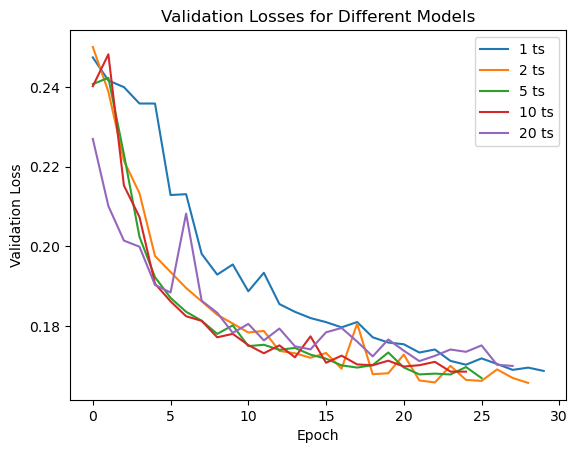 Validation Losses for Different Models
1 ts
2 ts
5 ts
10 ts
20 ts
Validation Loss
0.24
0.22
0.20
0.18
0
5
10
15
20
25
30
Epoch